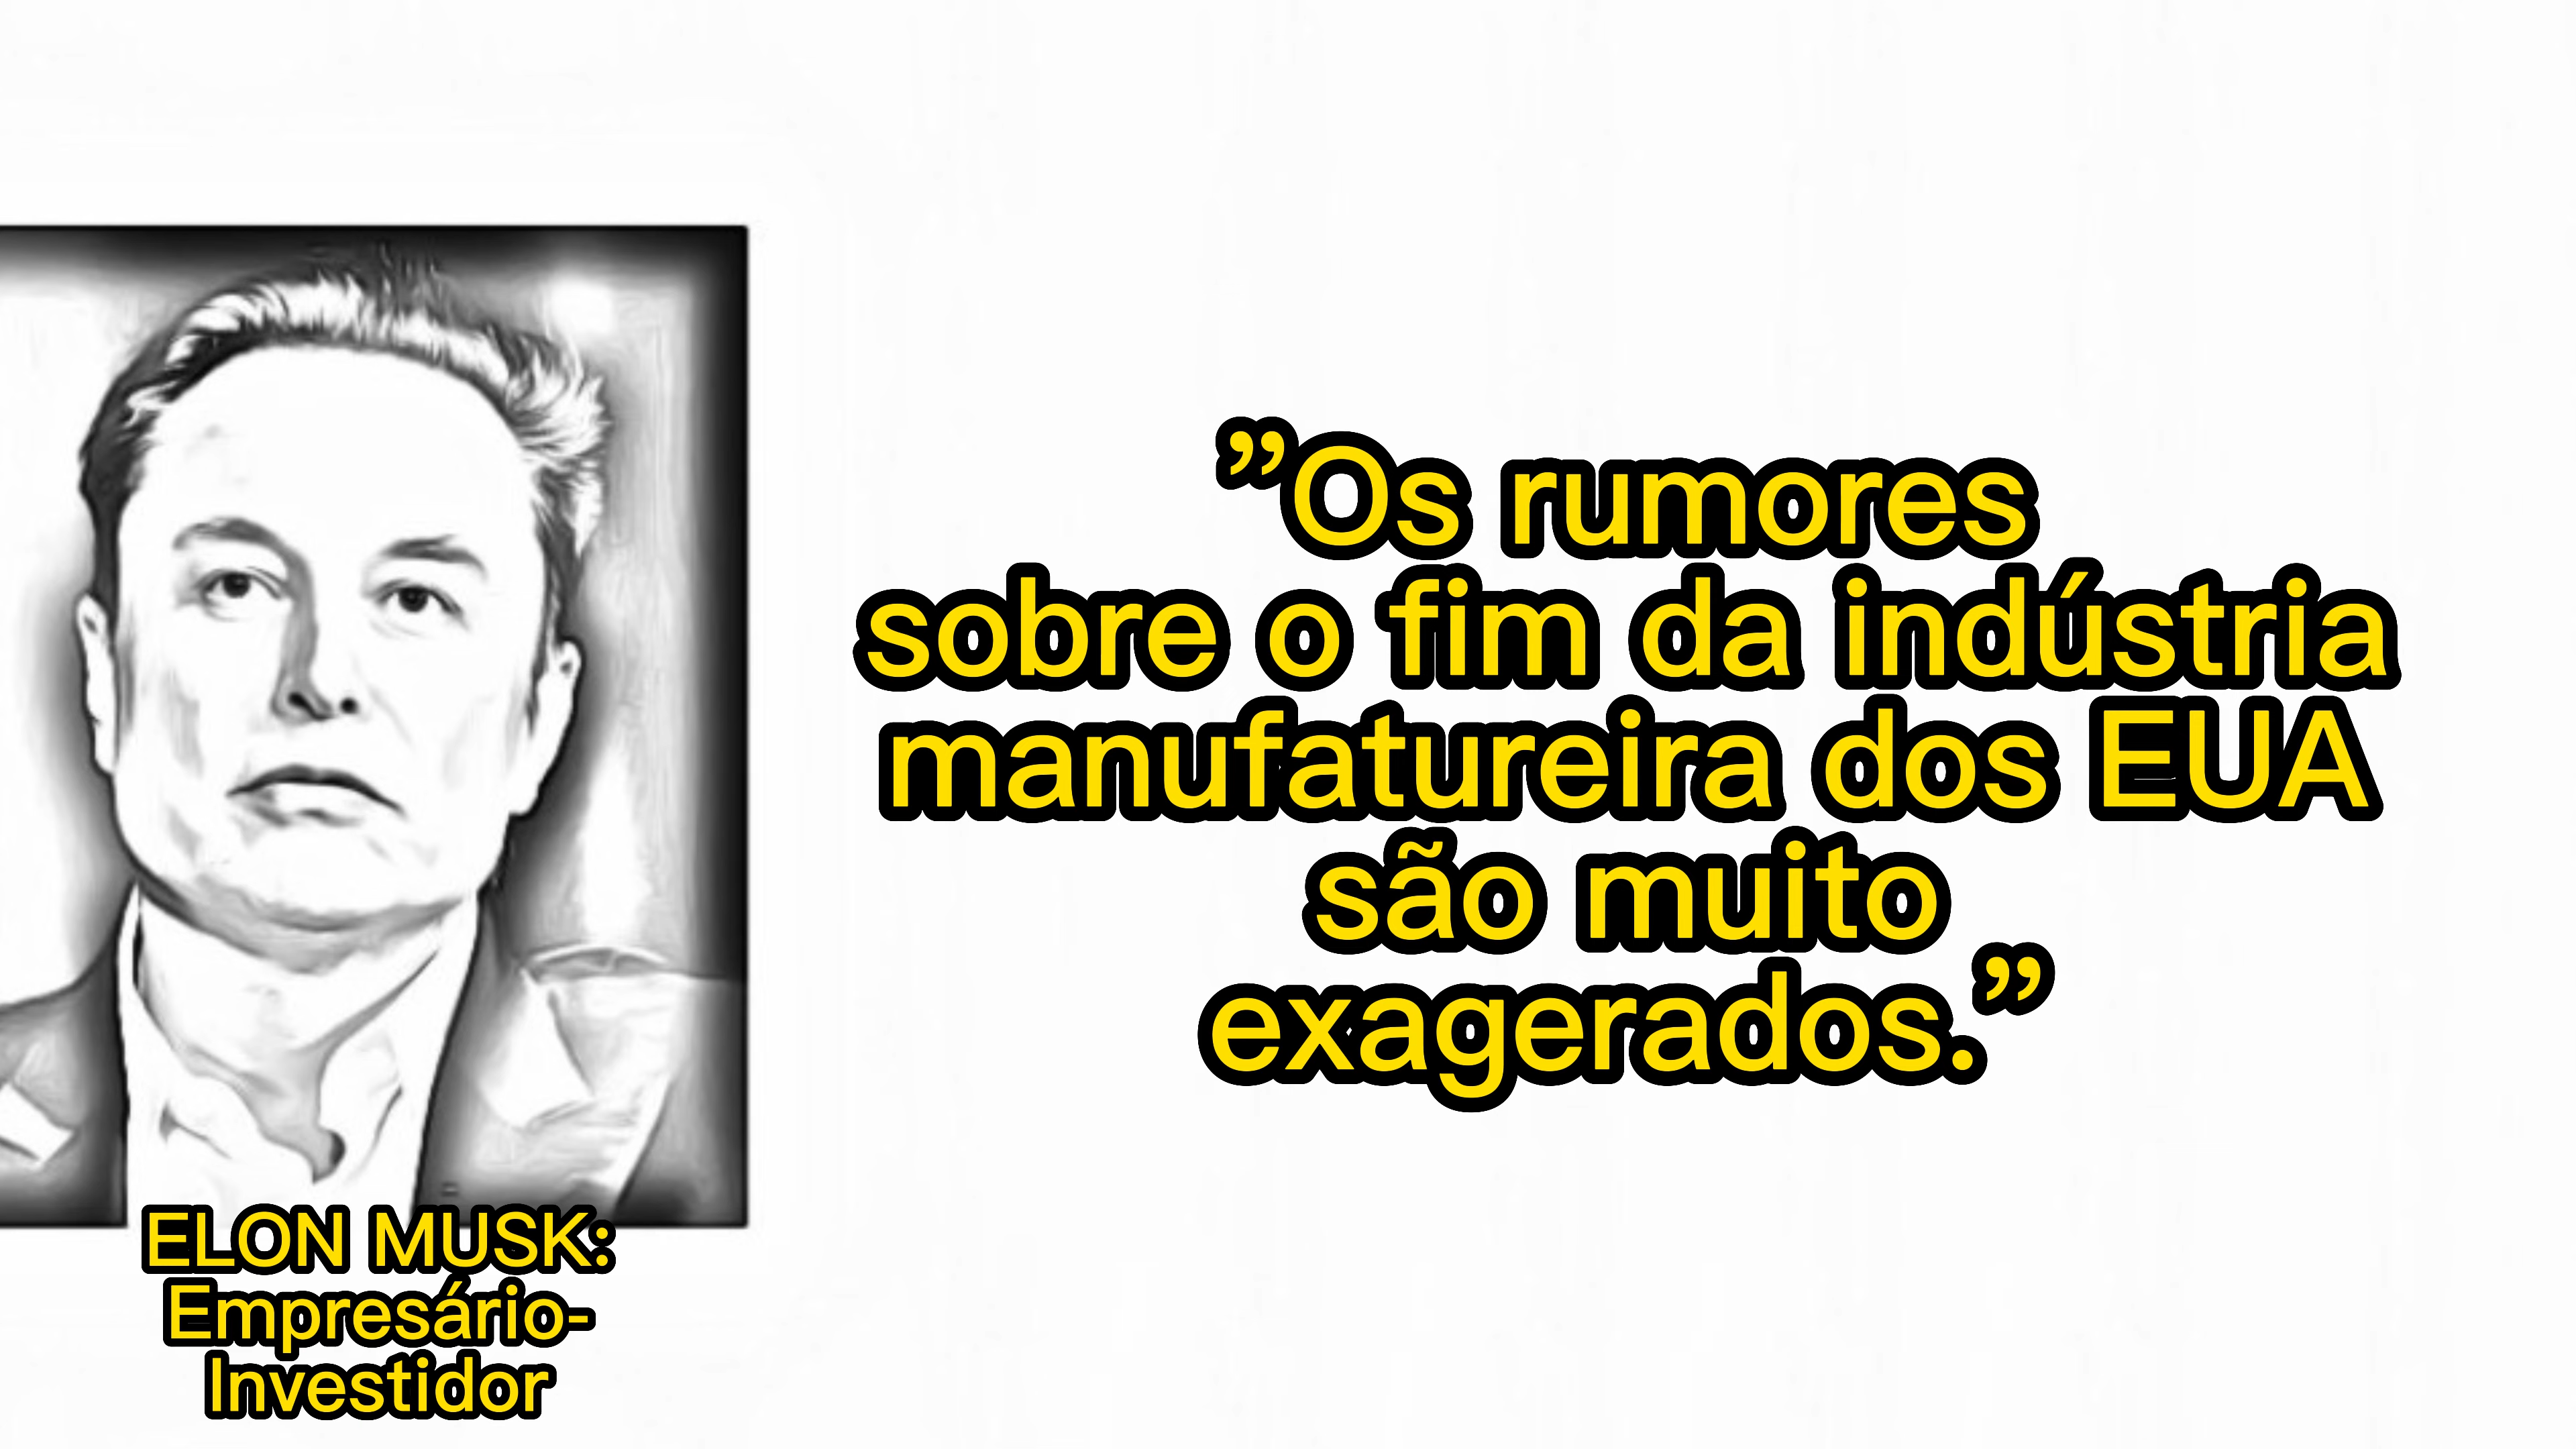 ”Os rumores
sobre o fim da indústria
manufatureira dos EUA
são muito
exagerados.”
ELON MUSK:
Empresário-
Investidor